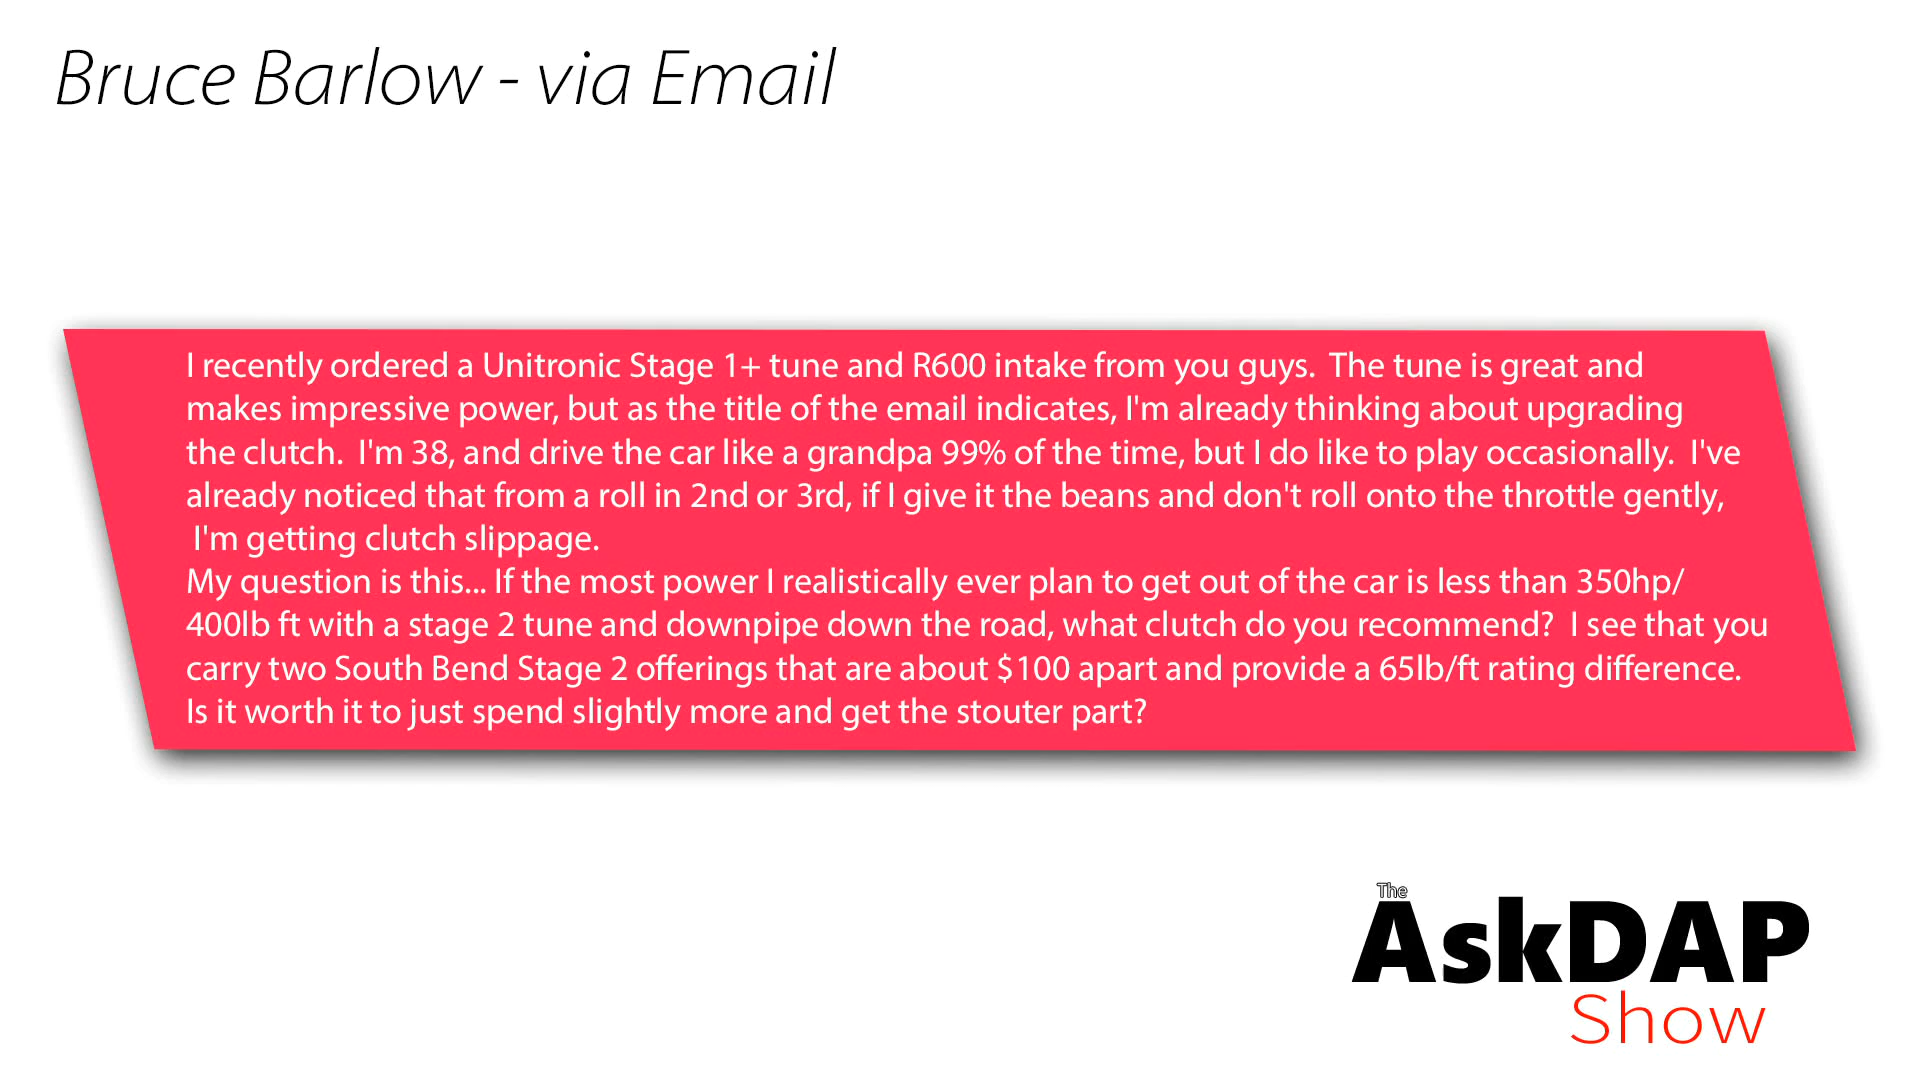 Bruce Barlow - via Email
I recently ordered a Unitronic Stage 1+ tune and R600 intake from you guys.  The tune is great and
makes impressive power, but as the title of the email indicates, I'm already thinking about upgrading
the clutch.  I'm 38, and drive the car like a grandpa 99% of the time, but I do like to play occasionally.  I've
already noticed that from a roll in 2nd or 3rd, if I give it the beans and don't roll onto the throttle gently,
I'm getting clutch slippage.
My question is this... If the most power I realistically ever plan to get out of the car is less than 350hp/
400lb ft with a stage 2 tune and downpipe down the road, what clutch do you recommend?  I see that you
carry two South Bend Stage 2 offerings that are about $100 apart and provide a 65lb/ft rating difference.
Is it worth it to just spend slightly more and get the stouter part?
The
AskDAP
Show